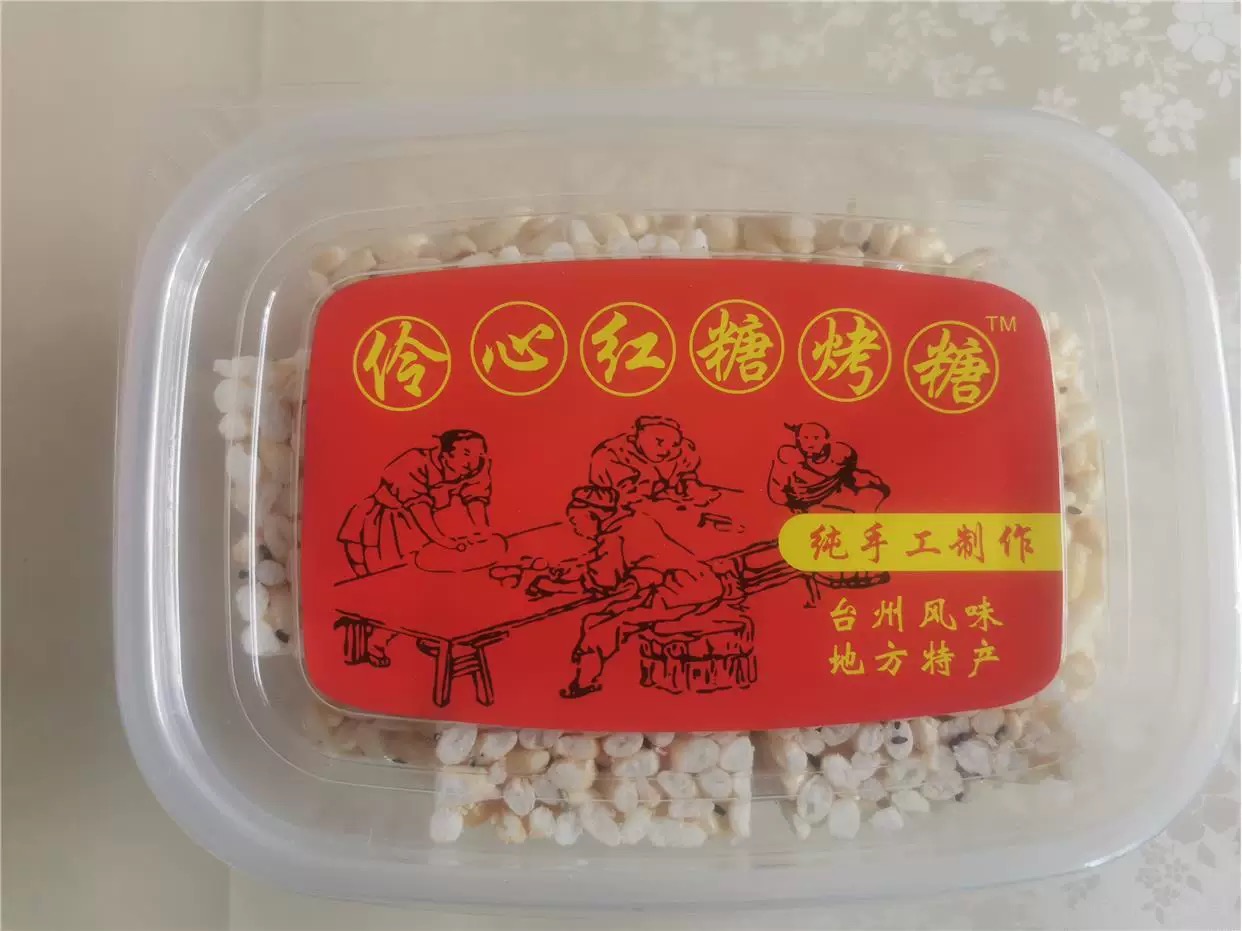 伶心红糖烤糖TM
纯手工制作
台州风味
地方特产